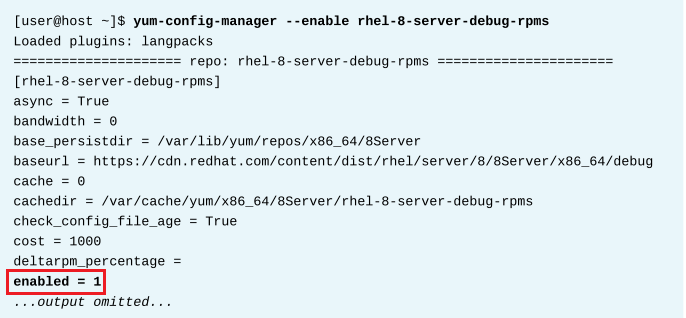 [user@host ~]$ yum-config-manager --enable rhel-8-server-debug-rpms
Loaded plugins: langpacks
===================== repo: rhel-8-server-debug-rpms ======================
[rhel-8-server-debug-rpms]
async = True
bandwidth = 0
base_persistdir = /var/lib/yum/repos/x86_64/8Server
baseurl = https://cdn.redhat.com/content/dist/rhel/server/8/8Server/x86_64/debug
cache = 0
cachedir = /var/cache/yum/x86_64/8Server/rhel-8-server-debug-rpms
check_config_file_age = True
cost = 1000
deltarpm_percentage =
enabled = 1
...output omitted...